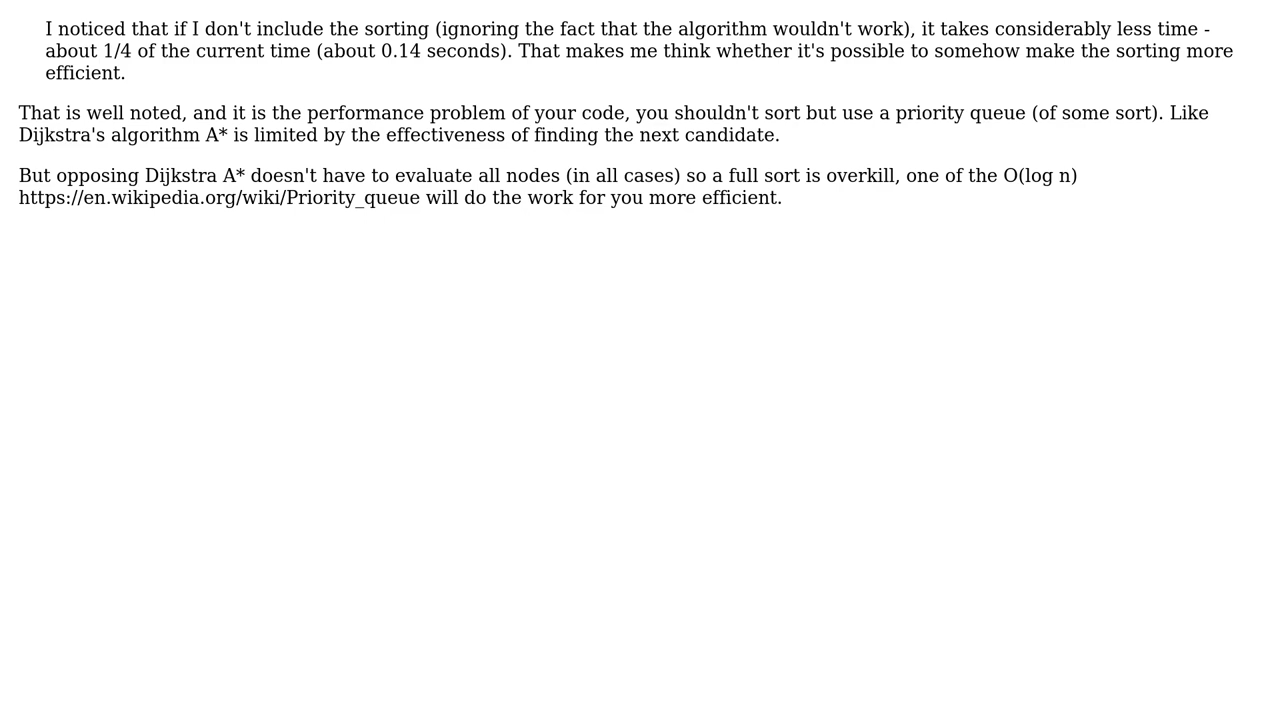 I noticed that if I don't include the sorting (ignoring the fact that the algorithm wouldn't work), it takes considerably less time -
about 1/4 of the current time (about 0.14 seconds). That makes me think whether it's possible to somehow make the sorting more
efficient.
That is well noted, and it is the performance problem of your code, you shouldn't sort but use a priority queue (of some sort). Like
Dijkstra's algorithm A* is limited by the effectiveness of finding the next candidate.
But opposing Dijkstra A* doesn't have to evaluate all nodes (in all cases) so a full sort is overkill, one of the O(log n)
https://en.wikipedia.org/wiki/Priority_queue will do the work for you more efficient.